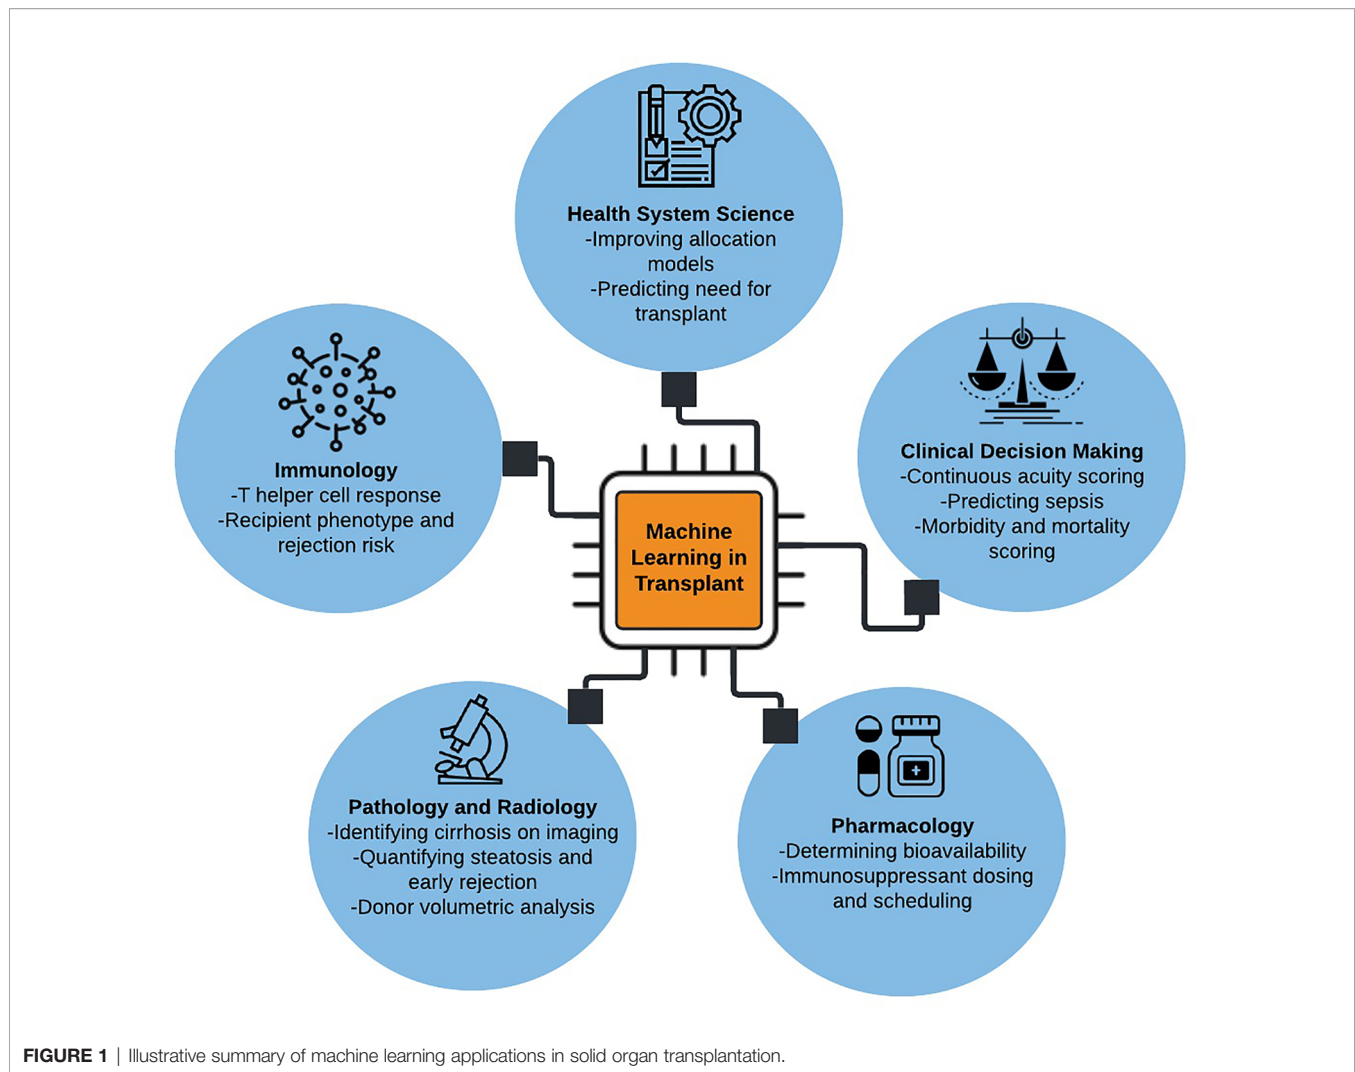 Health System Science
-Improving allocation
models
-Predicting need for
transplant
Immunology
-T helper cell response
-Recipient phenotype and
rejection risk
Clinical Decision Making
-Continuous acuity scoring
-Predicting sepsis
-Morbidity and mortality
scoring
Machine
Learning in
Transplant
Pathology and Radiology
-Identifying cirrhosis on imaging
-Quantifying steatosis and
early rejection
-Donor volumetric analysis
Pharmacology
-Determining bioavailability
-Immunosuppressant dosing
and scheduling
FIGURE 1 | Illustrative summary of machine learning applications in solid organ transplantation.